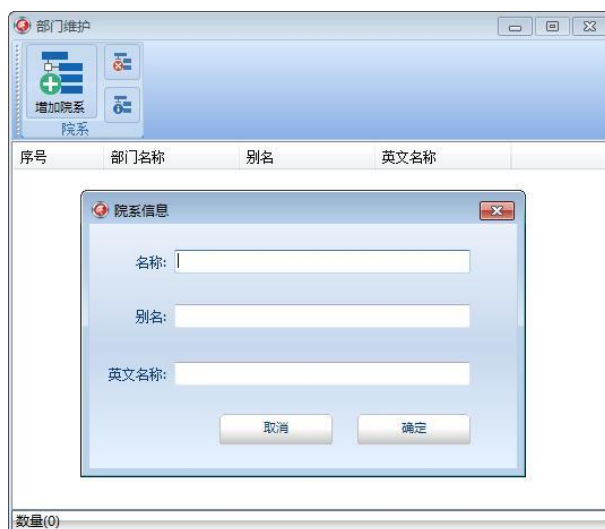 部门维护
增加院系
院系
序号 部门名称 别名 英文名称
院系信息
名称:
别名:
英文名称:
取消 确定
数量(0)